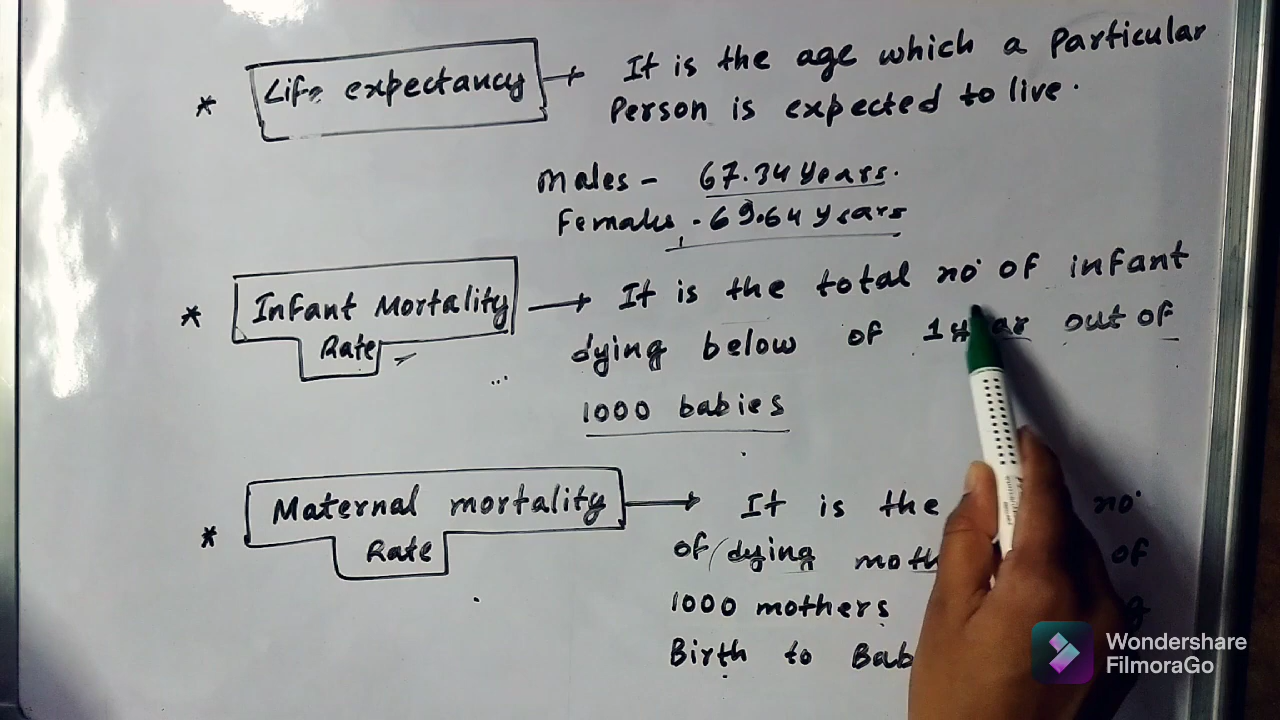 * Life expectancy → It is the age which a Particular
Person is expected to live.
Males - 67.34 Years.
Females - 69.64 Years
* Infant Mortality → It is the total no. of infant
Rate
dying below of 1 year out of
1000 babies
* Maternal mortality → It is the no.
Rate
of dying of
1000 mothers
Birth to
Wondershare
FilmoraGo